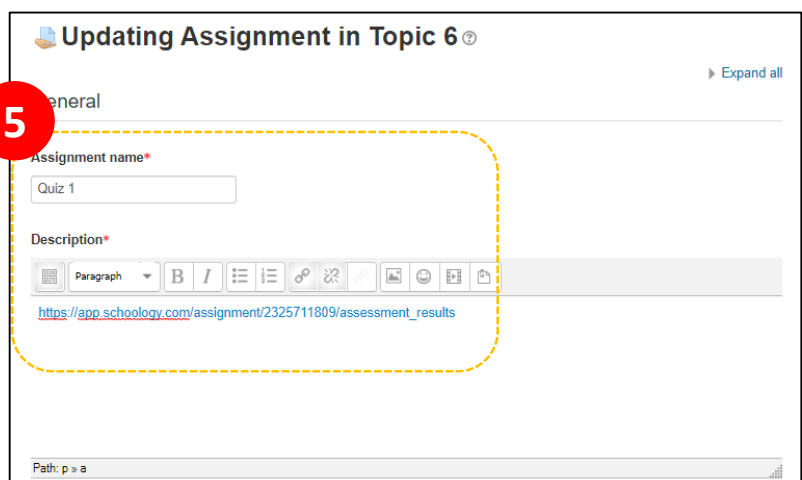 Updating Assignment in Topic 6
Expand all
eneral
5
Assignment name*
Quiz 1
Description*
Paragraph B I
https://app.schoology.com/assignment/2325711809/assessment_results
Path: p » a